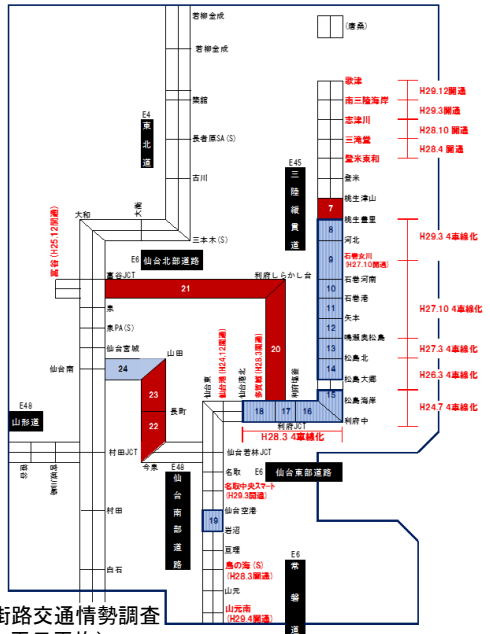 若柳金成
若柳金成
築館
長者原SA(S)
古川
三本木(S)
E4
東北道
大和
大衡
富谷(H25.12開通)
E6 仙台北部道路
富谷JCT
利府しらかし台
21
20
泉
泉PA(S)
仙台宮城
仙台南
山田
24
23
22
長町
今泉
E48
山形道
村田JCT
村田
白石
E48
仙台南部道路
仙台東
仙台港(H24.12開通)
仙台港北
多賀城(H28.3開通)
利府塩釜
18
17
16
15
利府JCT
H28.3 4車線化
仙台若林JCT
名取
E6 仙台東部道路
名取中央スマート
(H29.3開通)
仙台空港
19
岩沼
亘理
鳥の海(S)
(H28.3開通)
山元
山元南
(H29.4開通)
E6
常磐道
(唐桑)
歌津
H29.12開通
南三陸海岸
H29.3開通
志津川
H28.10 開通
三滝堂
H28.4 開通
登米東和
登米
E45
三陸縦貫道
桃生津山
7
桃生豊里
8
河北
H29.3 4車線化
9
石巻女川
(H27.10開通)
石巻河南
10
石巻港
11
矢本
H27.10 4車線化
12
鳴瀬奥松島
13
H27.3 4車線化
松島北
14
H26.3 4車線化
松島大郷
松島海岸
H24.7 4車線化
利府中
街路交通情勢調査